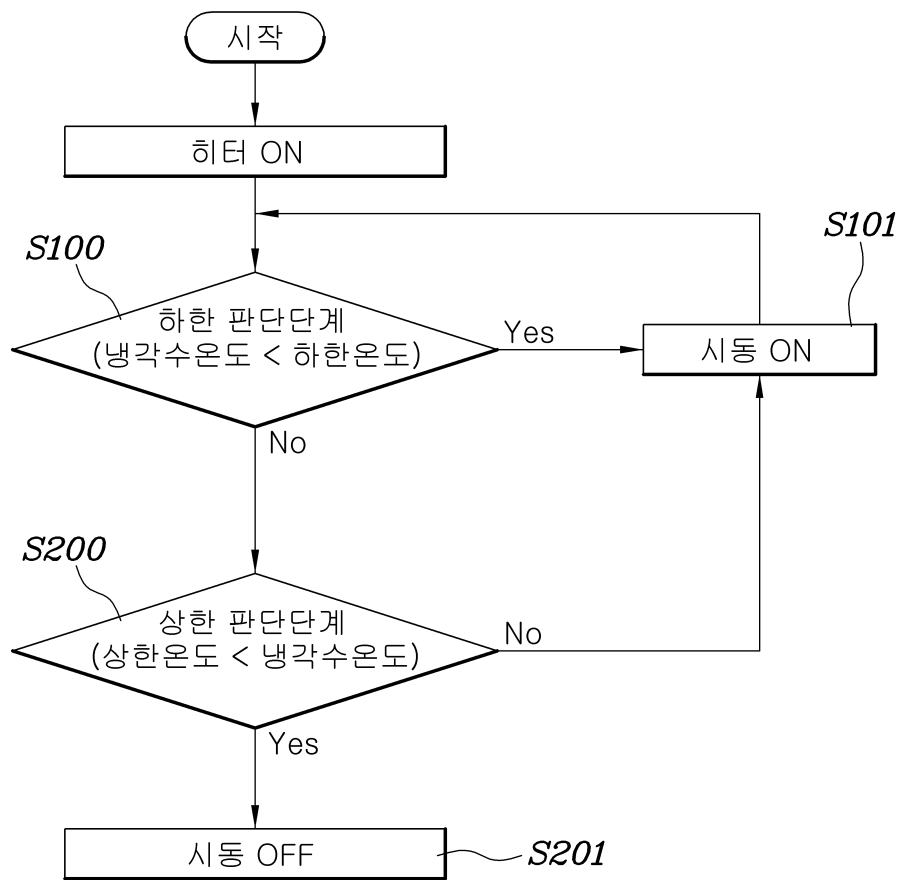 시작
히터 ON
S101
S100
하한 판단단계
(냉각수온도 < 하한온도)
Yes
시동 ON
No
S200
상한 판단단계
(상한온도 < 냉각수온도)
No
Yes
시동 OFF
S201